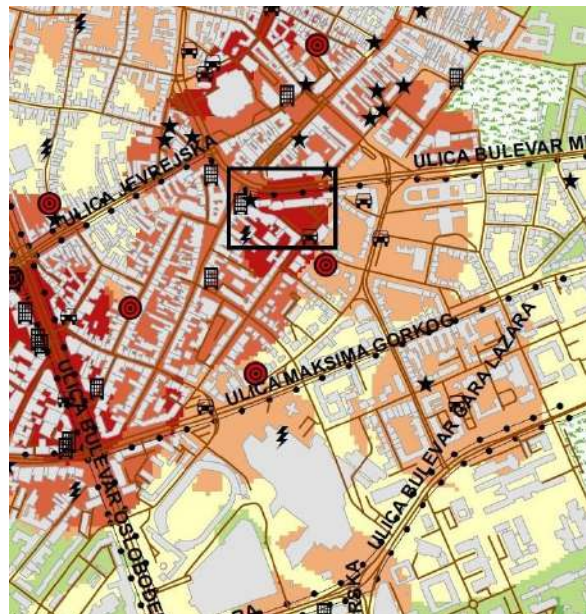 ULICA BULEVAR MI
ULICA JEVREJSKA
ULICA MAKSIMA GORKOG
ULICA BULEVAR CARA LAZARA
ULICA BULEVAR OSLOBOĐE
RSKA